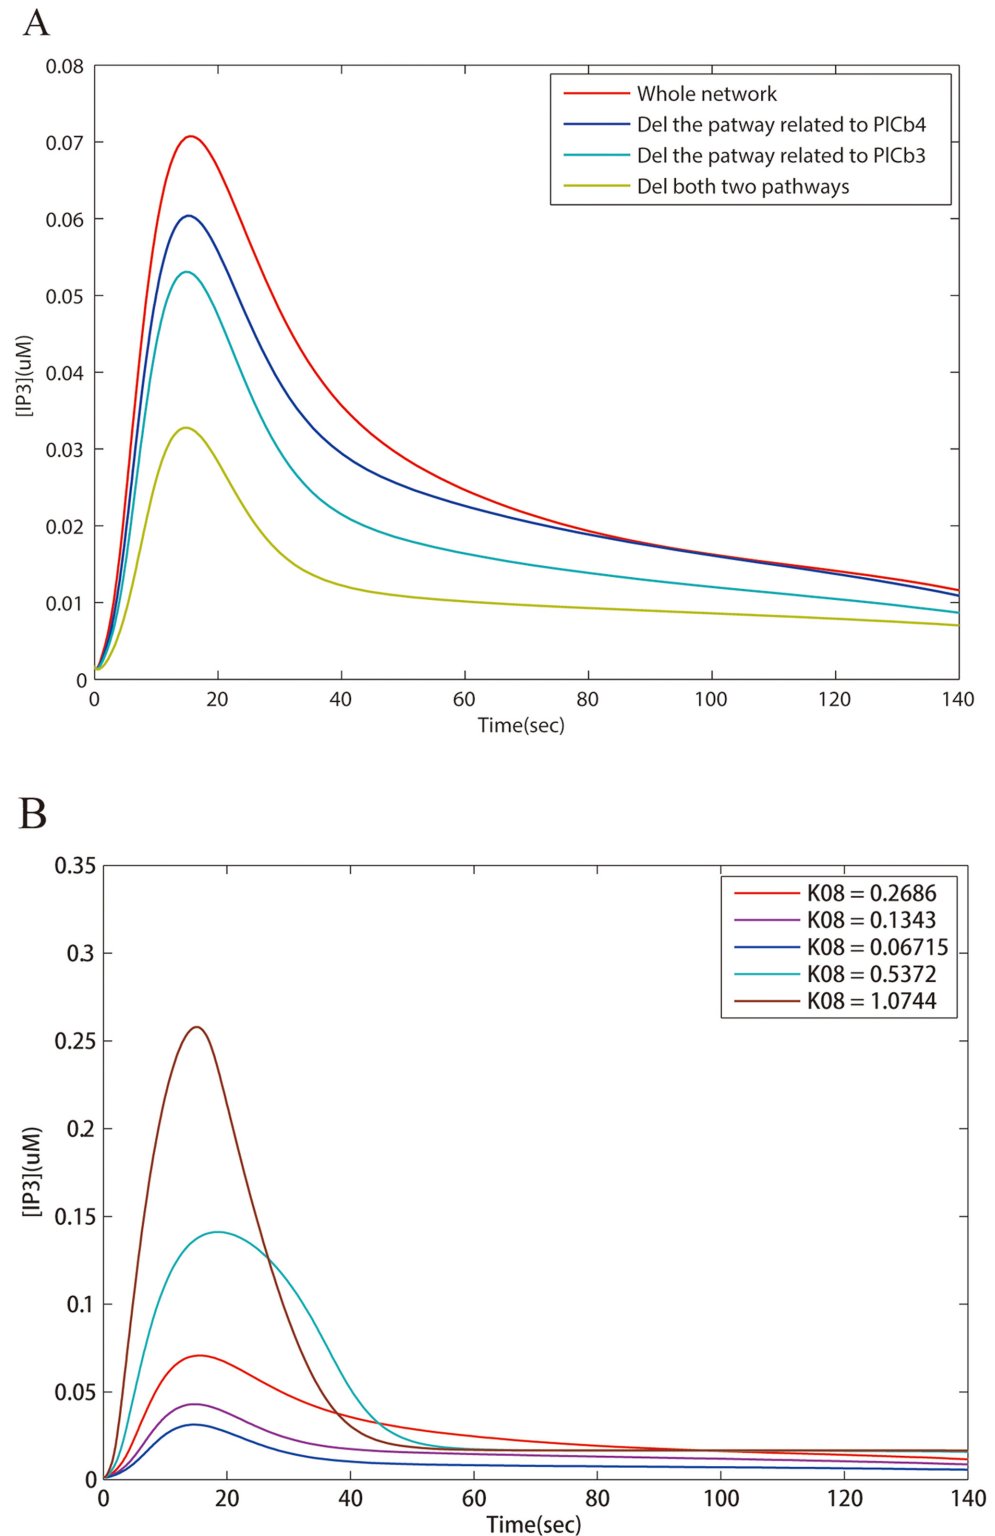 A
0.08
0.07
0.06
0.05
0.04
0.03
0.02
0.01
0
[IP3](uM)
Whole network
Del the patway related to PlCb4
Del the patway related to PlCb3
Del both two pathways
0 20 40 60 80 100 120 140
Time(sec)
B
0.35
0.3
0.25
0.2
0.15
0.1
0.05
0
[IP3](uM)
K08 = 0.2686
K08 = 0.1343
K08 = 0.06715
K08 = 0.5372
K08 = 1.0744
0 20 40 60 80 100 120 140
Time(sec)